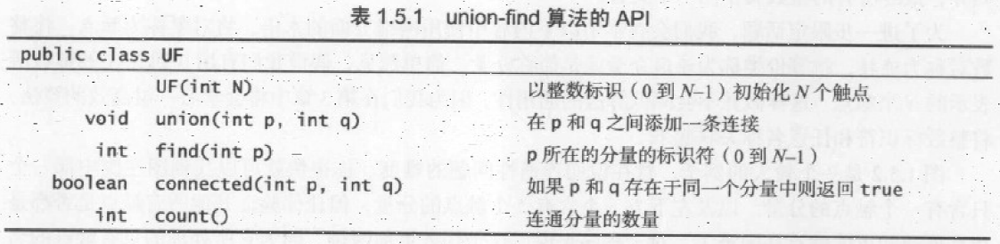 表 1.5.1 union-find 算法的 API
public class UF
UF(int N) 以整数标识（0 到 N–1）初始化 N 个触点
void union(int p, int q) 在 p 和 q 之间添加一条连接
int find(int p) p 所在的分量的标识符（0 到 N–1）
boolean connected(int p, int q) 如果 p 和 q 存在于同一个分量中则返回 true
int count() 连通分量的数量